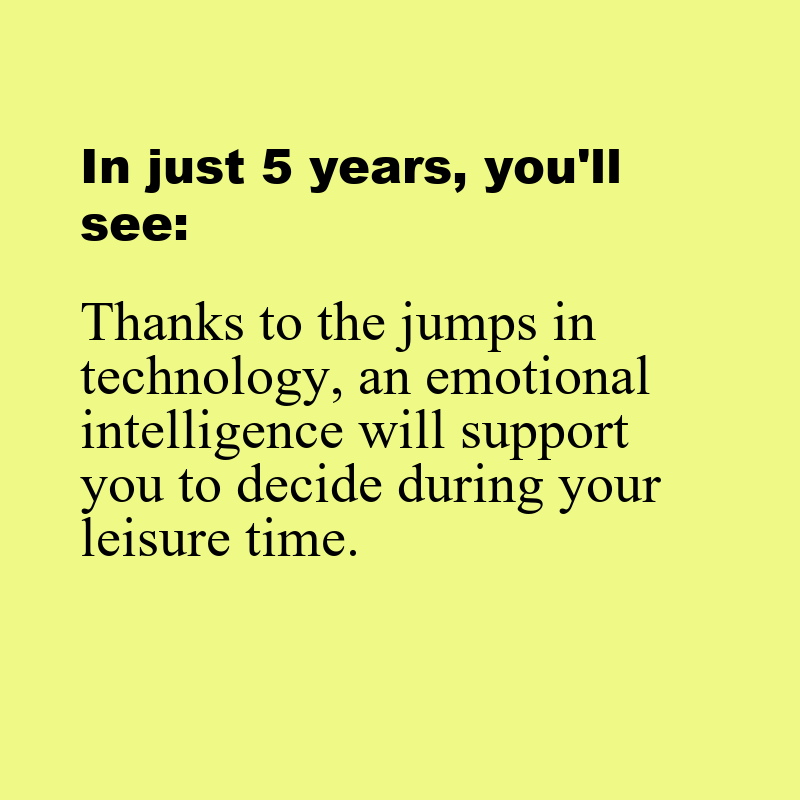 In just 5 years, you'll
see:
Thanks to the jumps in
technology, an emotional
intelligence will support
you to decide during your
leisure time.